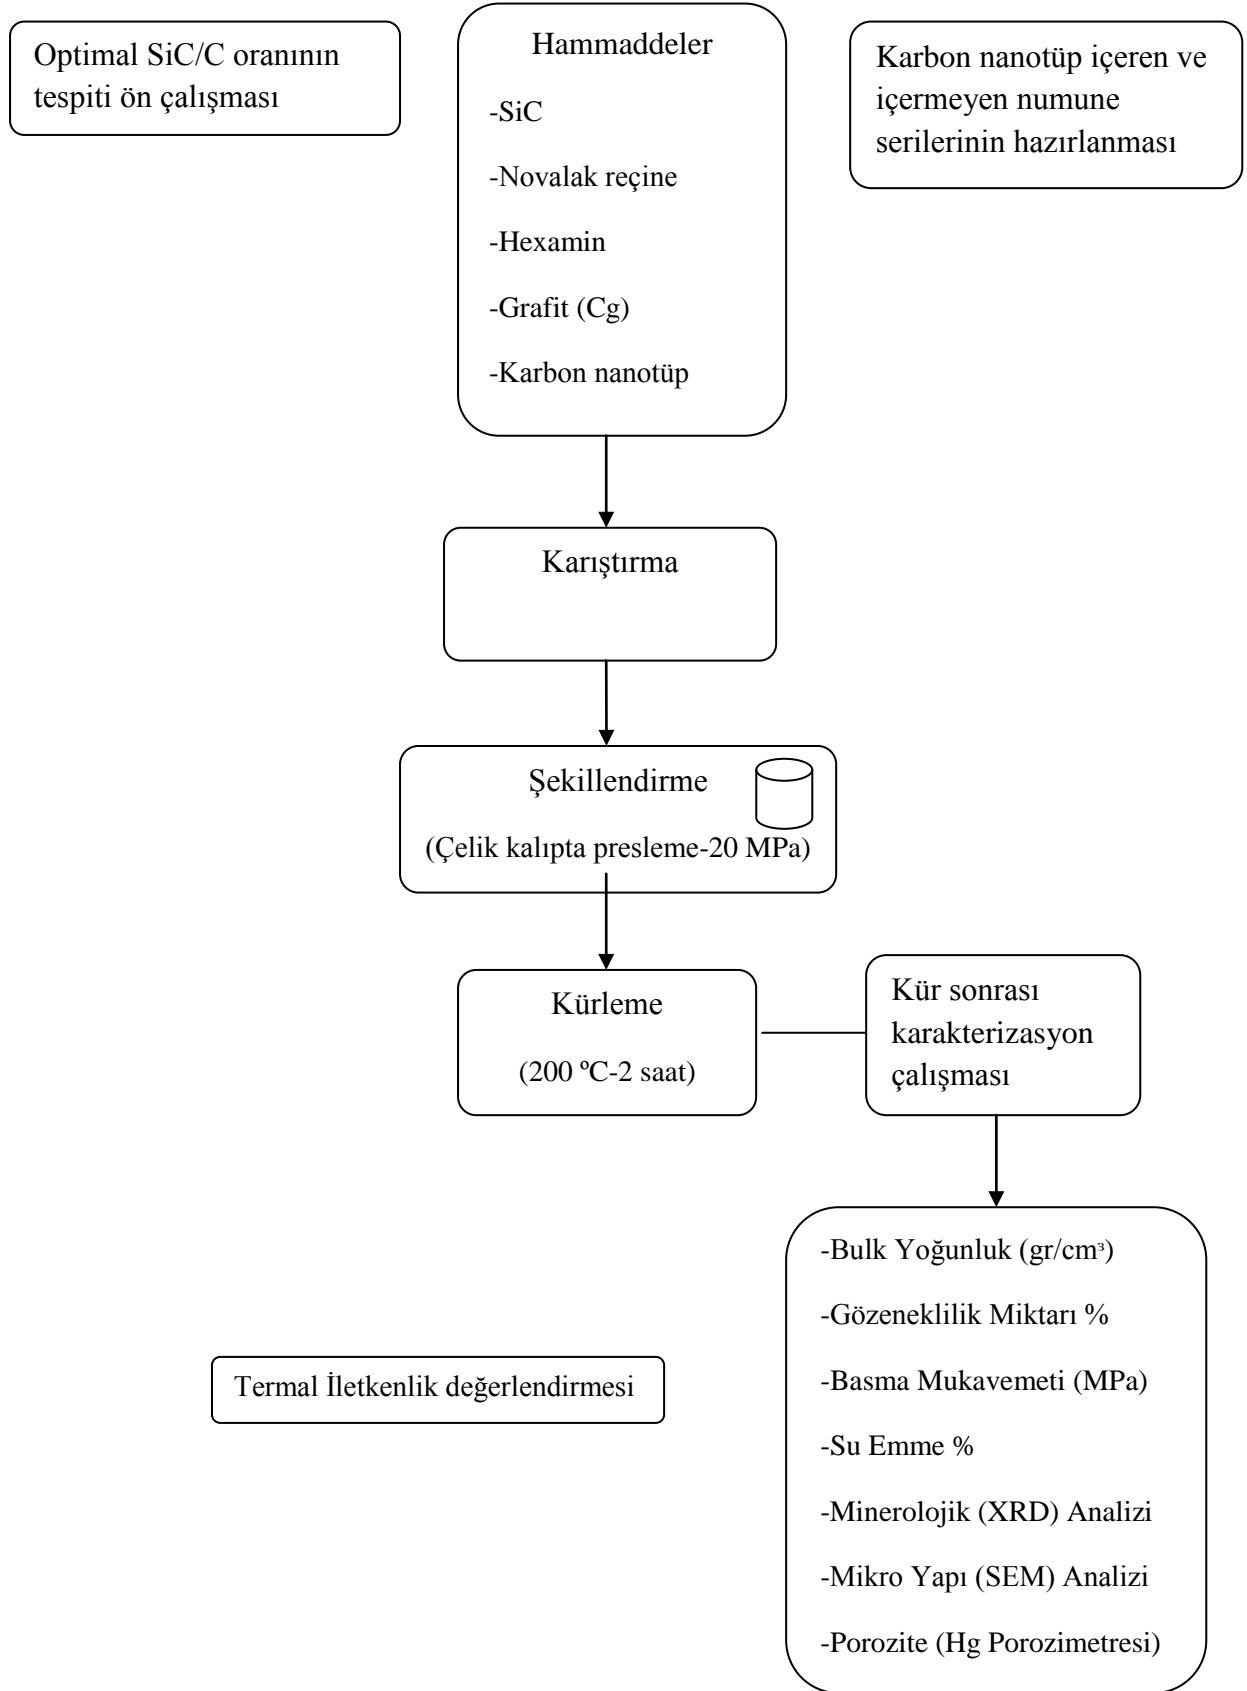 Optimal SiC/C oranının
tespiti ön çalışması
Hammaddeler
-SiC
-Novalak reçine
-Hexamin
-Grafit (Cg)
-Karbon nanotüp
Karbon nanotüp içeren ve
içermeyen numune
serilerinin hazırlanması
Karıştırma
Şekillendirme
(Çelik kalıpta presleme-20 MPa)
Kürleme
(200 ºC-2 saat)
Kür sonrası
karakterizasyon
çalışması
-Bulk Yoğunluk (gr/cm³)
-Gözeneklilik Miktarı %
-Basma Mukavemeti (MPa)
-Su Emme %
-Minerolojik (XRD) Analizi
-Mikro Yapı (SEM) Analizi
-Porozite (Hg Porozimetresi)
Termal İletkenlik değerlendirmesi